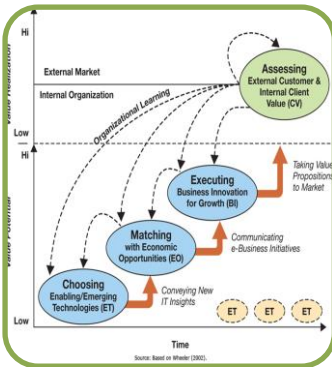 Hi
Value Realization
External Market
Internal Organization
Low
Organizational Learning
Assessing
External Customer &
Internal Client
Value (CV)
Hi
Value Potential
Low
Executing
Business Innovation
for Growth (BI)
Taking Value
Propositions
to Market
Matching
with Economic
Opportunities (EO)
Communicating
e-Business Initiatives
Choosing
Enabling/Emerging
Technologies (ET)
Conveying New
IT Insights
ET
ET
ET
Time
Source: Based on Wheeler (2002).